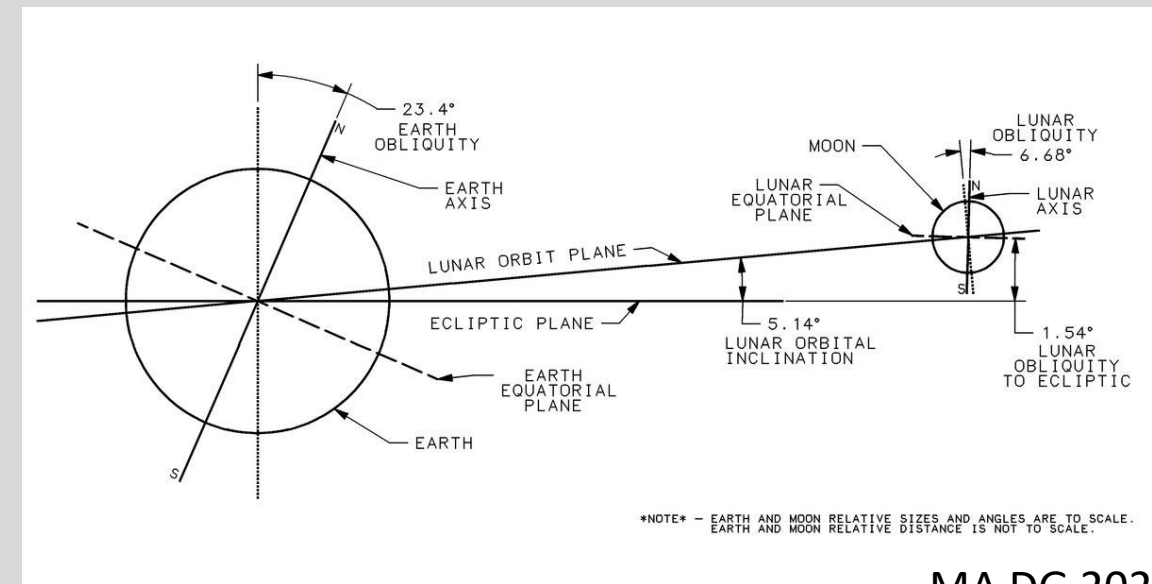 23.4°
EARTH
OBLIQUITY
N
EARTH
AXIS
LUNAR ORBIT PLANE
ECLIPTIC PLANE
EARTH
EQUATORIAL
PLANE
EARTH
S
MOON
LUNAR
EQUATORIAL
PLANE
LUNAR
OBLIQUITY
6.68°
N
LUNAR
AXIS
S
5.14°
LUNAR ORBITAL
INCLINATION
1.54°
LUNAR
OBLIQUITY
TO ECLIPTIC
*NOTE* - EARTH AND MOON RELATIVE SIZES AND ANGLES ARE TO SCALE.
EARTH AND MOON RELATIVE DISTANCE IS NOT TO SCALE.